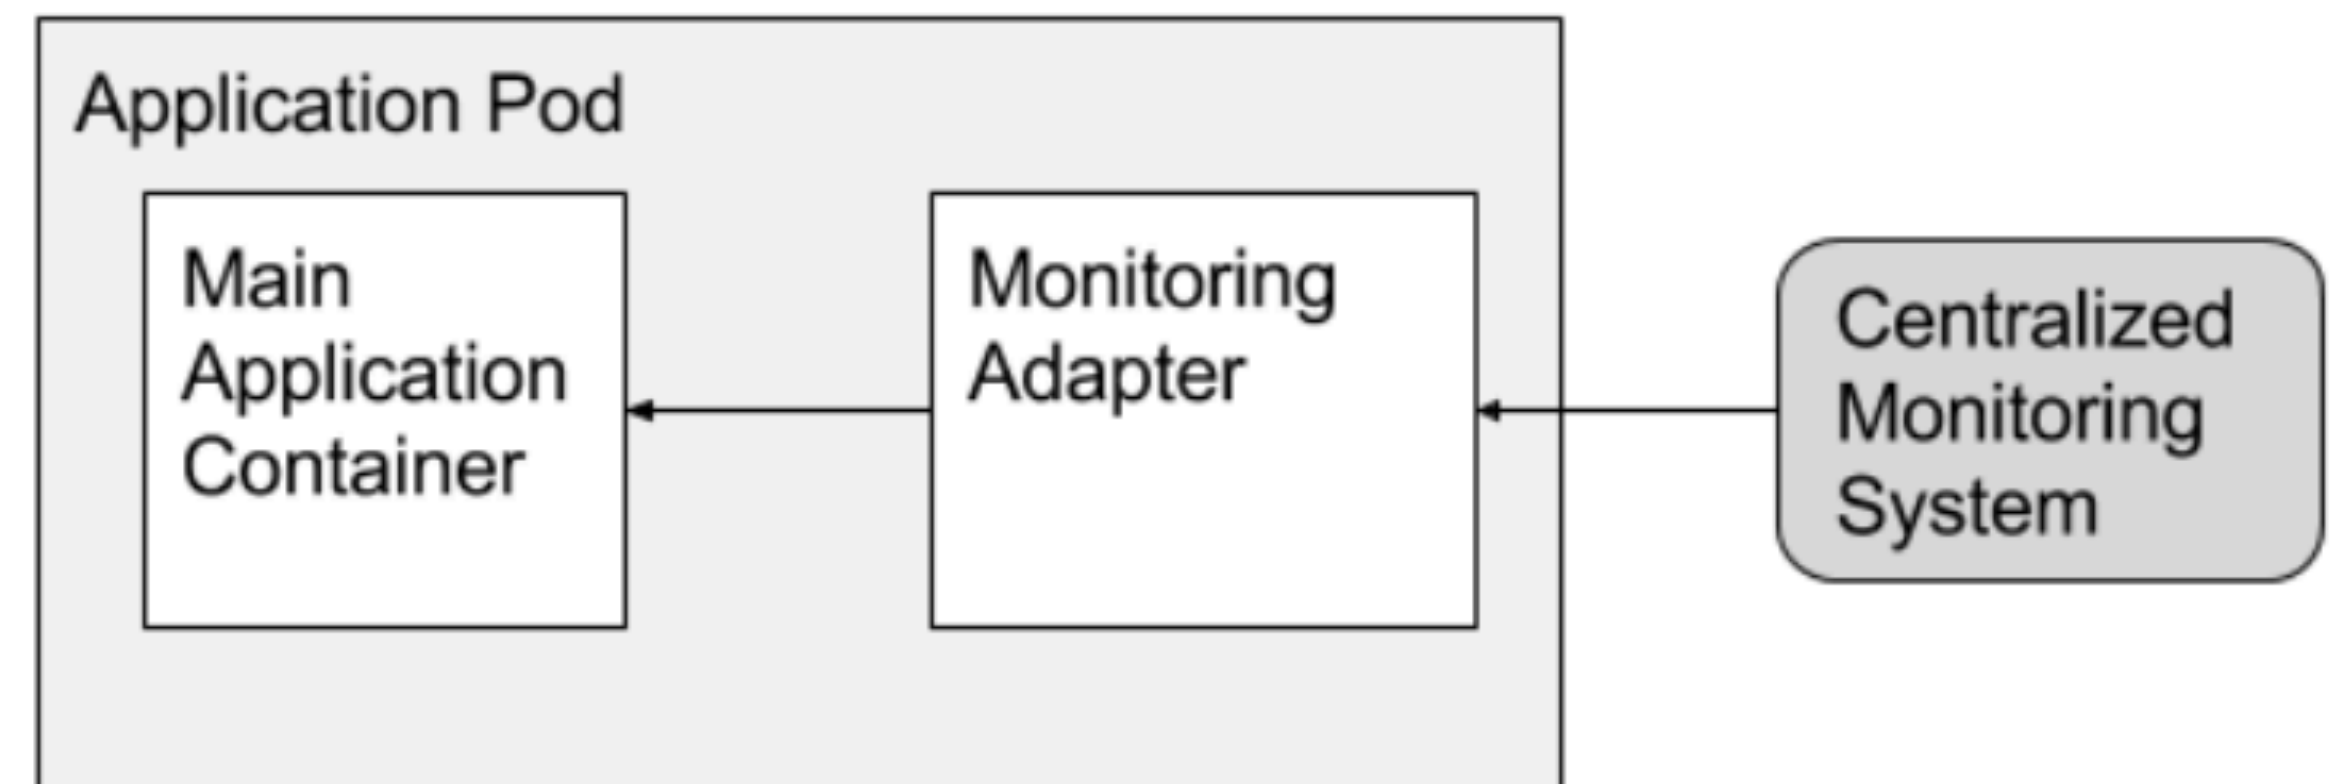 Application Pod
Main
Application
Container
Monitoring
Adapter
Centralized
Monitoring
System